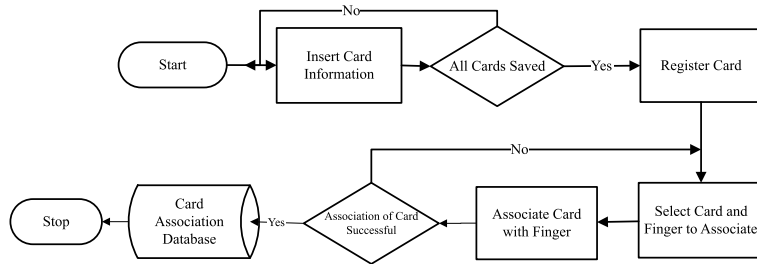 No
Start
Insert Card
Information
All Cards Saved
Yes
Register Card
No
Stop
Card
Association
Database
Yes
Association of Card
Successful
Associate Card
with Finger
Select Card and
Finger to Associate